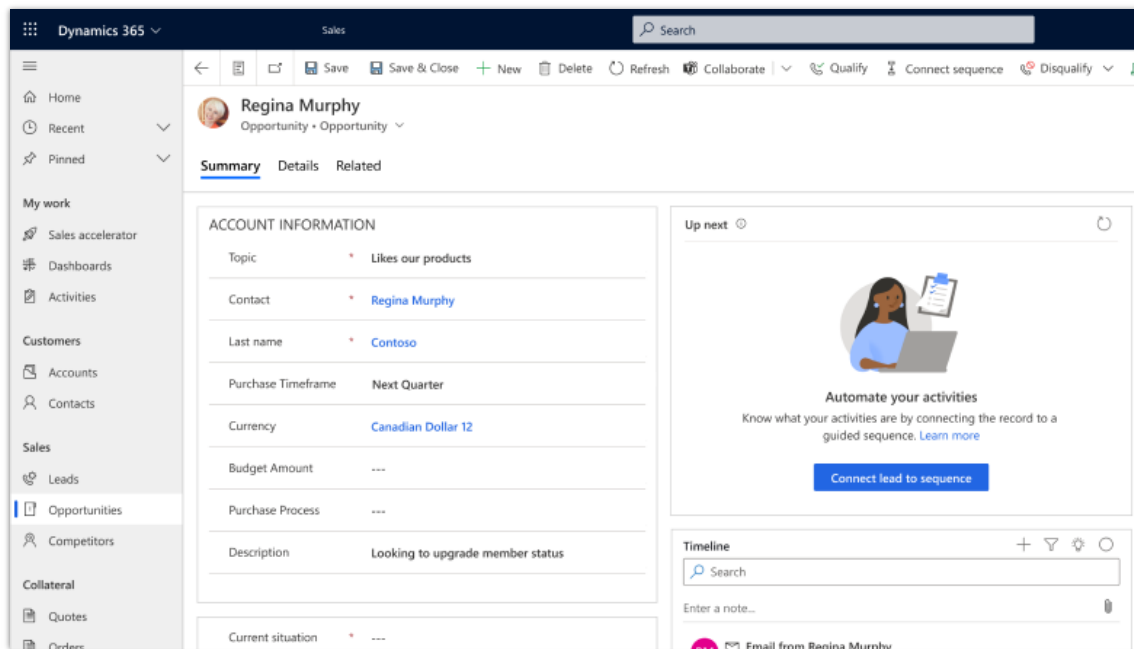 Dynamics 365
Sales
Search
Save
Save & Close
New
Delete
Refresh
Collaborate
Qualify
Connect sequence
Disqualify
Home
Recent
Pinned
My work
Sales accelerator
Dashboards
Activities
Customers
Accounts
Contacts
Sales
Leads
Opportunities
Competitors
Collateral
Quotes
Orders
Regina Murphy
Opportunity • Opportunity
Summary Details Related
ACCOUNT INFORMATION
Topic * Likes our products
Contact * Regina Murphy
Last name * Contoso
Purchase Timeframe Next Quarter
Currency Canadian Dollar 12
Budget Amount ---
Purchase Process ---
Description Looking to upgrade member status
Current situation * ---
Up next
Automate your activities
Know what your activities are by connecting the record to a
guided sequence. Learn more
Connect lead to sequence
Timeline
Search
Enter a note...
Email from Regina Murphy